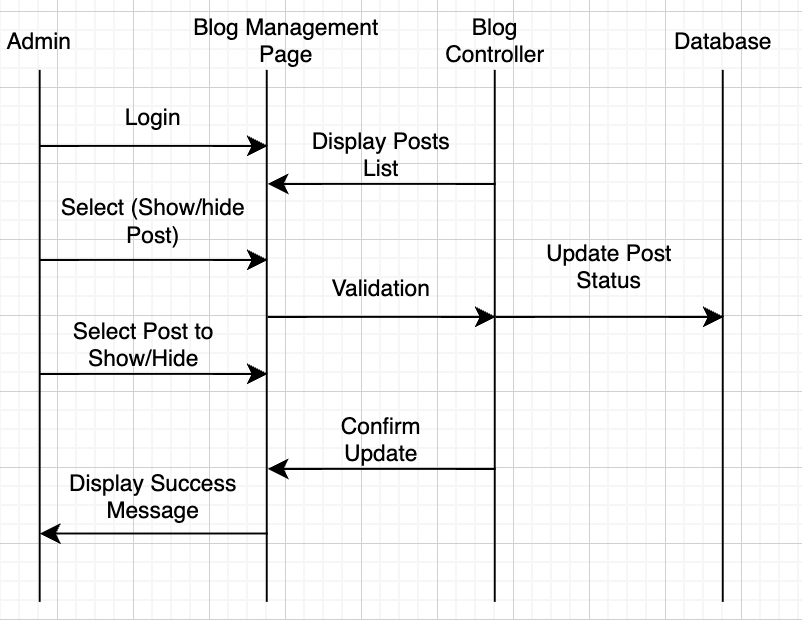 Admin
Blog Management
Page
Blog
Controller
Database
Login
Display Posts
List
Select (Show/hide
Post)
Update Post
Status
Validation
Select Post to
Show/Hide
Confirm
Update
Display Success
Message